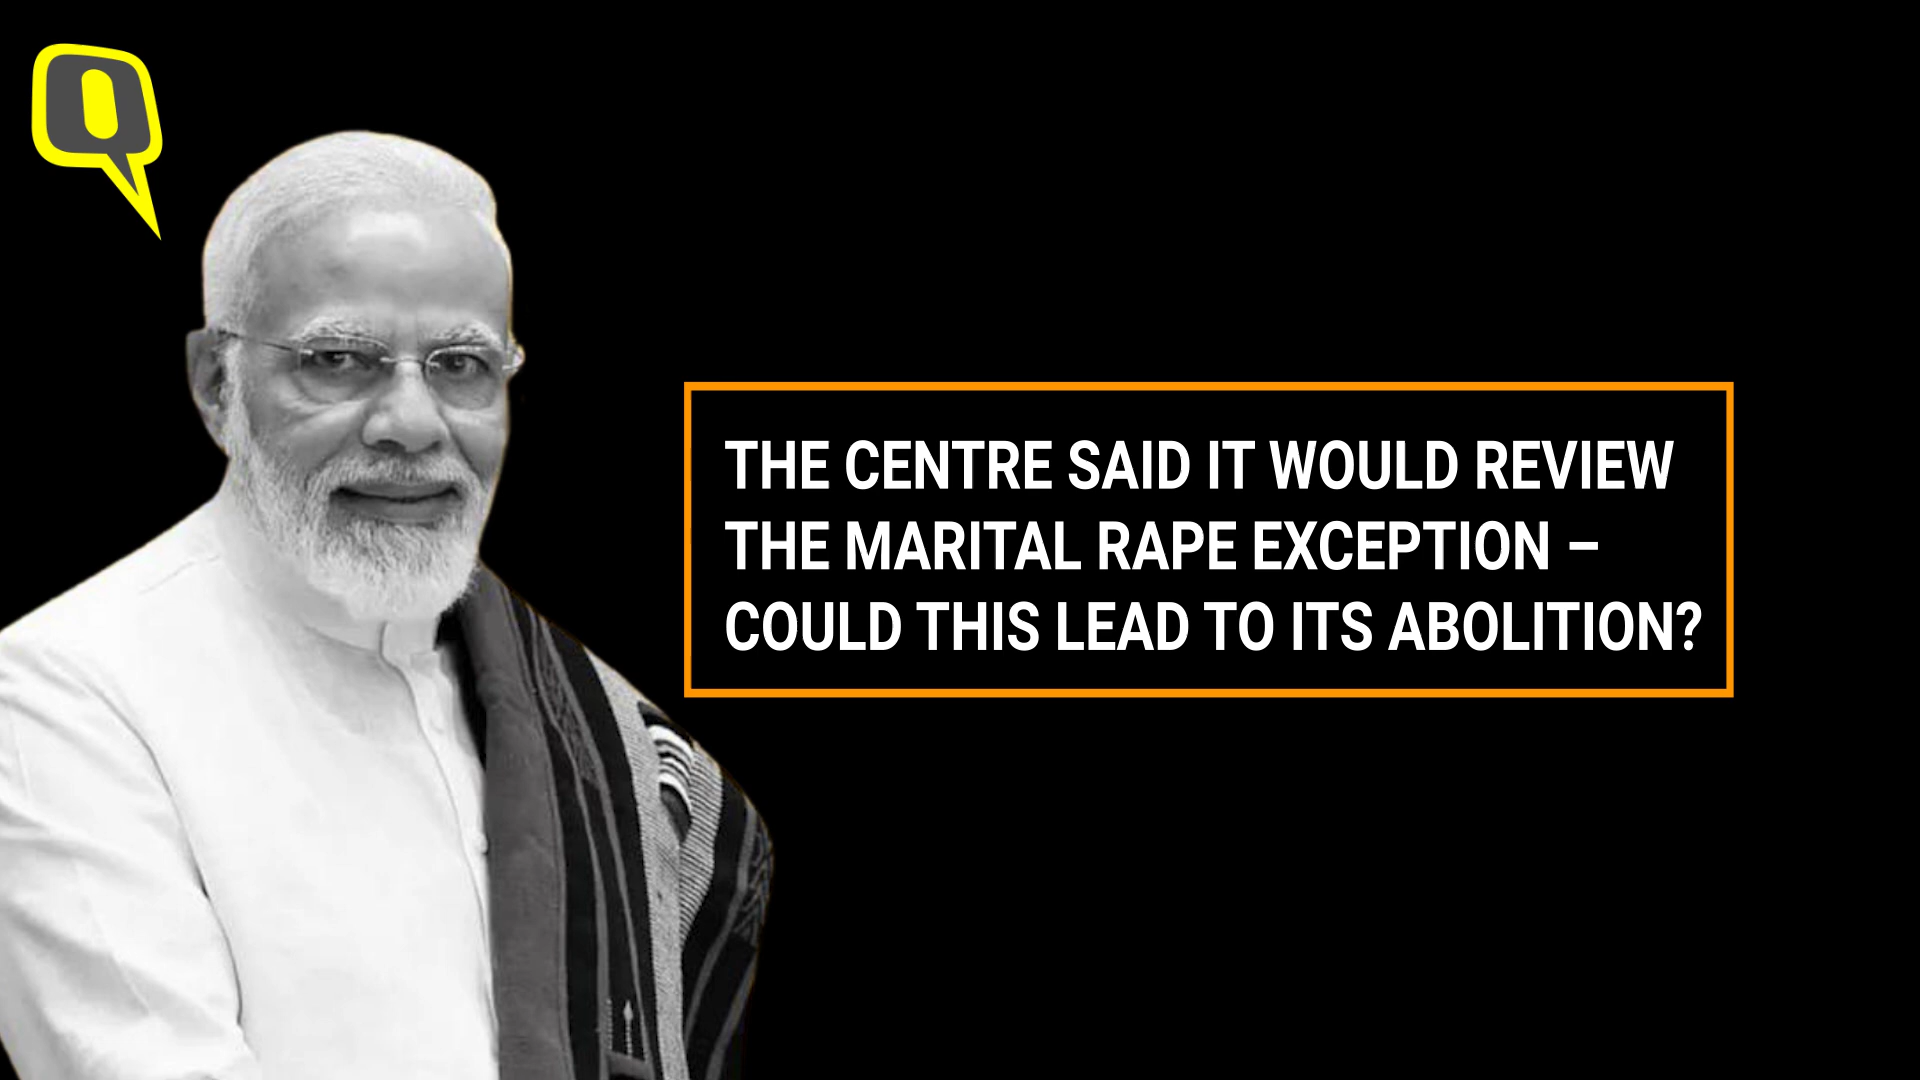 THE CENTRE SAID IT WOULD REVIEW
THE MARITAL RAPE EXCEPTION –
COULD THIS LEAD TO ITS ABOLITION?